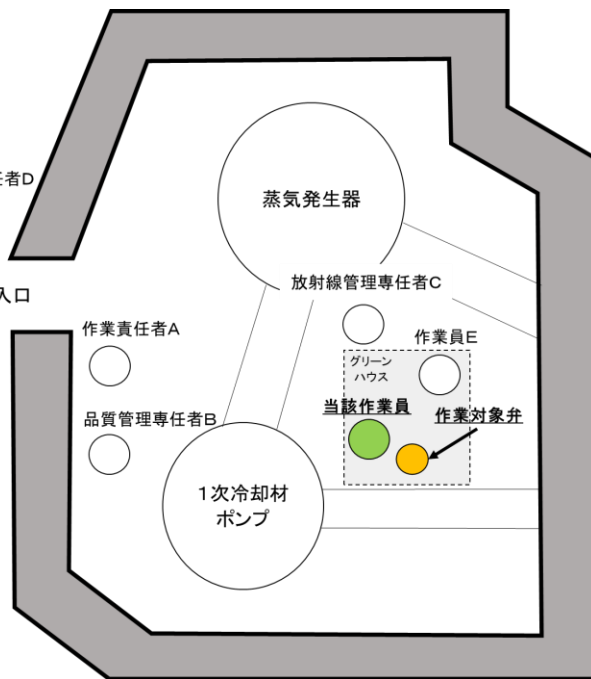 任者D
蒸気発生器
放射線管理専任者C
入口
作業責任者A
作業員E
グリーン
ハウス
当該作業員
作業対象弁
品質管理専任者B
1次冷却材
ポンプ